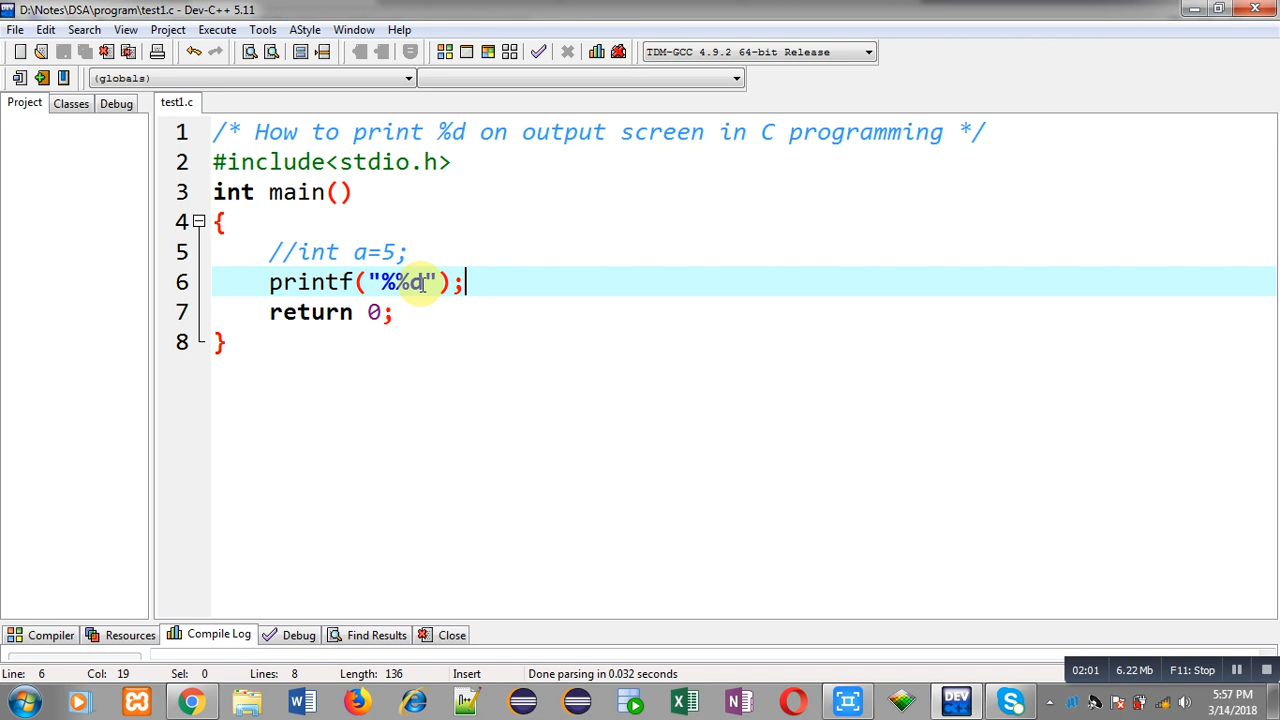 D:\Notes\DSA\program\test1.c - Dev-C++ 5.11
File Edit Search View Project Execute Tools AStyle Window Help
TDM-GCC 4.9.2 64-bit Release
(globals)
Project Classes Debug test1.c
1 /* How to print %d on output screen in C programming */
2 #include<stdio.h>
3 int main()
4 {
5 //int a=5;
6 printf("%%d");
7 return 0;
8 }
Compiler Resources Compile Log Debug Find Results Close
Line: 6 Col: 19 Sel: 0 Lines: 8 Length: 136 Insert Done parsing in 0.032 seconds
02:01 6.22 Mb F11: Stop
DEV C++
5:57 PM
3/14/2018